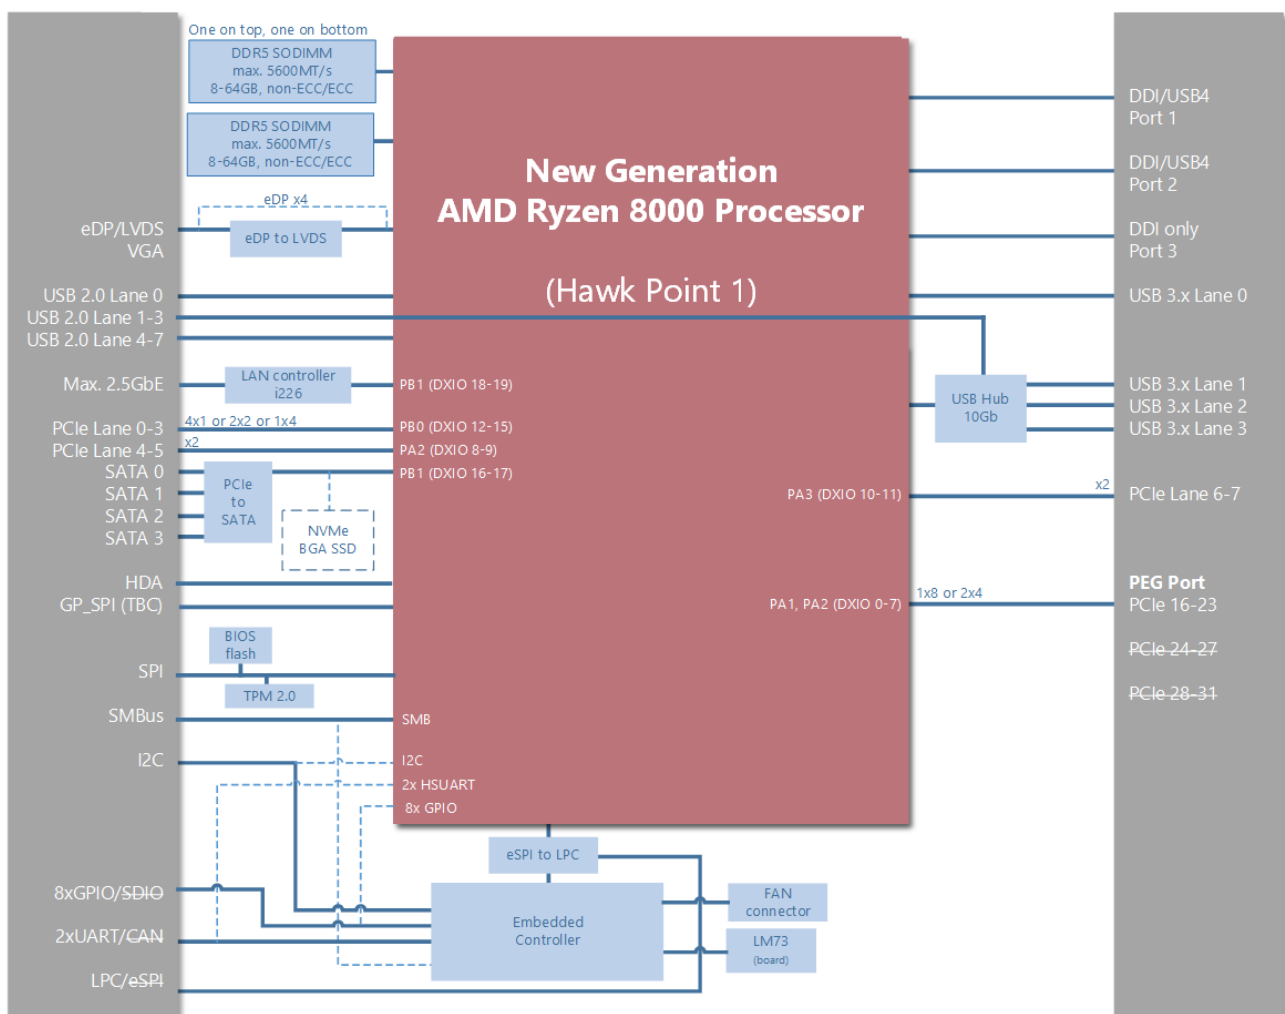 One on top, one on bottom
DDR5 SODIMM
max. 5600MT/s
8-64GB, non-ECC/ECC
DDR5 SODIMM
max. 5600MT/s
8-64GB, non-ECC/ECC
eDP x4
eDP/LVDS
VGA
eDP to LVDS
USB 2.0 Lane 0
USB 2.0 Lane 1-3
USB 2.0 Lane 4-7
Max. 2.5GbE
LAN controller
i226
PCIe Lane 0-3
4x1 or 2x2 or 1x4
PCIe Lane 4-5
x2
SATA 0
SATA 1
SATA 2
SATA 3
PCIe
to
SATA
NVMe
BGA SSD
HDA
GP_SPI (TBC)
BIOS
flash
SPI
TPM 2.0
SMBus
I2C
8xGPIO/SDIO
2xUART/CAN
LPC/eSPI
New Generation
AMD Ryzen 8000 Processor
(Hawk Point 1)
PB1 (DXIO 18-19)
PB0 (DXIO 12-15)
PA2 (DXIO 8-9)
PB1 (DXIO 16-17)
PA3 (DXIO 10-11)
PA1, PA2 (DXIO 0-7)
SMB
I2C
2x HSUART
8x GPIO
eSPI to LPC
Embedded
Controller
FAN
connector
LM73
(board)
DDI/USB4
Port 1
DDI/USB4
Port 2
DDI only
Port 3
USB 3.x Lane 0
USB Hub
10Gb
USB 3.x Lane 1
USB 3.x Lane 2
USB 3.x Lane 3
x2
PCIe Lane 6-7
1x8 or 2x4
PEG Port
PCIe 16-23
PCIe 24-27
PCIe 28-31